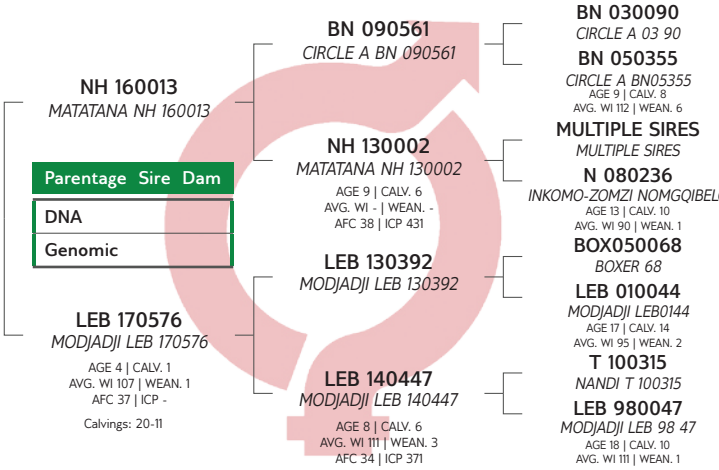 NH 160013
MATATANA NH 160013
Parentage Sire Dam
DNA
Genomic
LEB 170576
MODJADJI LEB 170576
AGE 4 | CALV. 1
AVG. WI 107 | WEAN. 1
AFC 37 | ICP -
Calvings: 20-11
BN 090561
CIRCLE A BN 090561
NH 130002
MATATANA NH 130002
AGE 9 | CALV. 6
AVG. WI - | WEAN. -
AFC 38 | ICP 431
LEB 130392
MODJADJI LEB 130392
LEB 140447
MODJADJI LEB 140447
AGE 8 | CALV. 6
AVG. WI 111 | WEAN. 3
AFC 34 | ICP 371
BN 030090
CIRCLE A 03 90
BN 050355
CIRCLE A BN05355
AGE 9 | CALV. 8
AVG. WI 112 | WEAN. 6
MULTIPLE SIRES
MULTIPLE SIRES
N 080236
INKOMO-ZOMZI NOMGQIBEL
AGE 13 | CALV. 10
AVG. WI 90 | WEAN. 1
BOX050068
BOXER 68
LEB 010044
MODJADJI LEB0144
AGE 17 | CALV. 14
AVG. WI 95 | WEAN. 2
T 100315
NANDI T 100315
LEB 980047
MODJADJI LEB 98 47
AGE 18 | CALV. 10
AVG. WI 111 | WEAN. 1